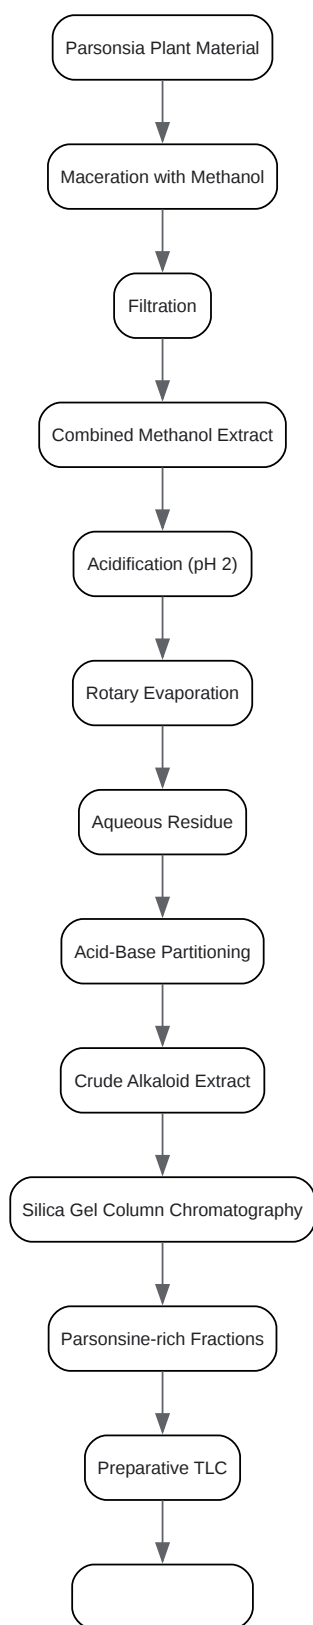 Parsonsia Plant Material
Maceration with Methanol
Filtration
Combined Methanol Extract
Acidification (pH 2)
Rotary Evaporation
Aqueous Residue
Acid-Base Partitioning
Crude Alkaloid Extract
Silica Gel Column Chromatography
Parsonsine-rich Fractions
Preparative TLC